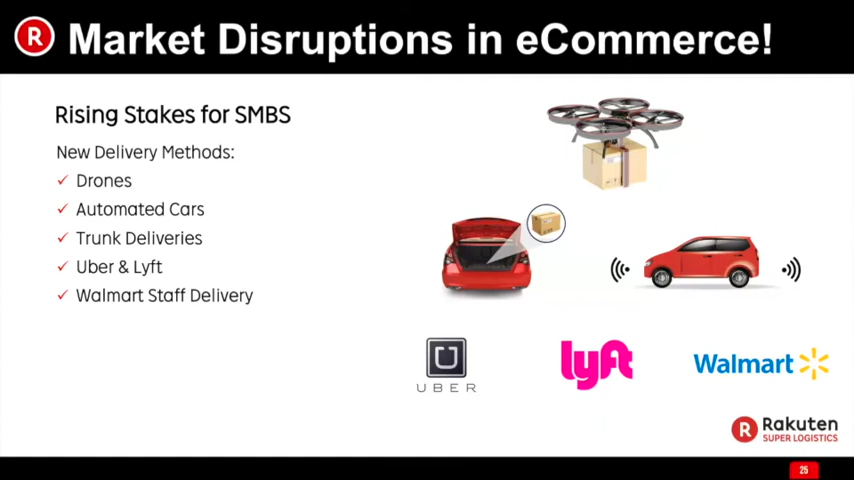 R Market Disruptions in eCommerce!
Rising Stakes for SMBS
New Delivery Methods:
✓ Drones
✓ Automated Cars
✓ Trunk Deliveries
✓ Uber & Lyft
✓ Walmart Staff Delivery
U
UBER
lyft
Walmart
R Rakuten
SUPER LOGISTICS
25